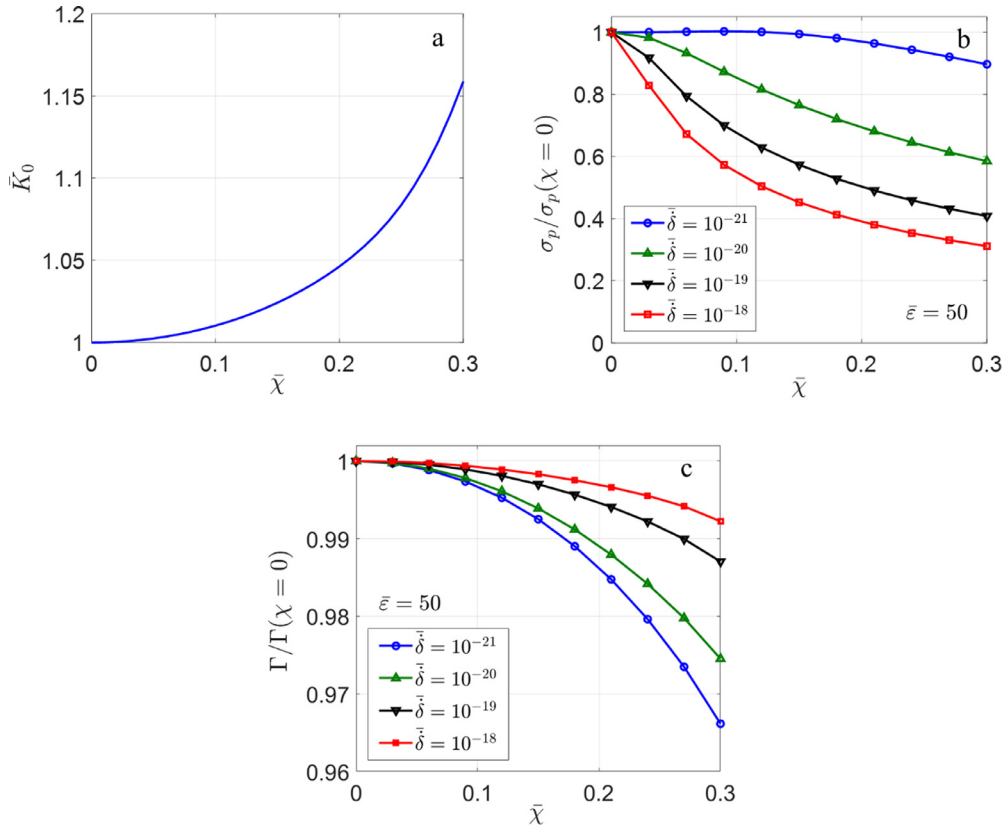 a
1.2
1.15
1.1
1.05
1
0 0.1 0.2 0.3
K̄₀
χ̄
b
1
0.8
0.6
0.4
0.2
0
0 0.1 0.2 0.3
σₚ/σₚ(χ = 0)
χ̄
δ̇̄ = 10⁻²¹
δ̇̄ = 10⁻²⁰
δ̇̄ = 10⁻¹⁹
δ̇̄ = 10⁻¹⁸
ε̄ = 50
c
1
0.99
0.98
0.97
0.96
0 0.1 0.2 0.3
Γ/Γ(χ = 0)
χ̄
ε̄ = 50
δ̇̄ = 10⁻²¹
δ̇̄ = 10⁻²⁰
δ̇̄ = 10⁻¹⁹
δ̇̄ = 10⁻¹⁸